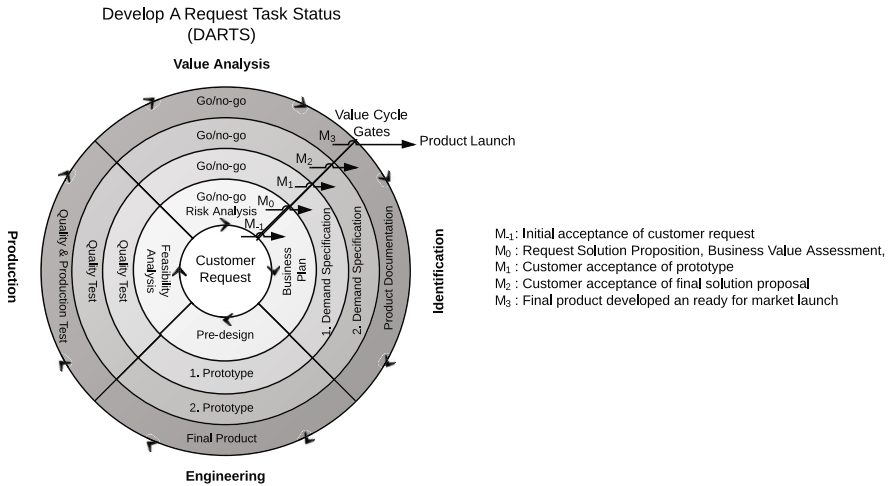 Develop A Request Task Status
(DARTS)
Value Analysis
Go/no-go
Value Cycle
Gates
Go/no-go
M3
Product Launch
Go/no-go
M2
M1
Go/no-go
Risk Analysis
M0
M-1
Production
Quality & Production Test
Quality Test
Quality Test
Feasibility
Analysis
Customer
Request
Business
Plan
1. Demand Specification
2. Demand Specification
Product Documentation
Identification
Pre-design
1. Prototype
2. Prototype
Final Product
Engineering
M-1: Initial acceptance of customer request
M0 : Request Solution Proposition, Business Value Assessment,
M1 : Customer acceptance of prototype
M2 : Customer acceptance of final solution proposal
M3 : Final product developed an ready for market launch